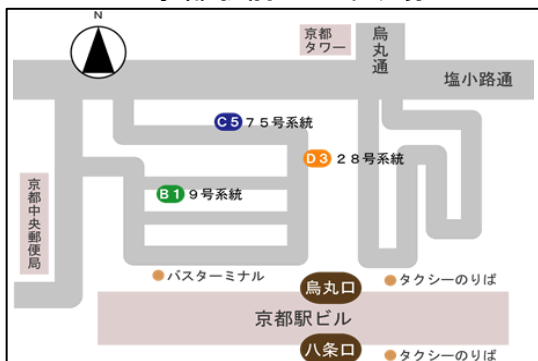 N
京都
タワー
烏丸通
塩小路通
C5 75号系統
D3 28号系統
B1 9号系統
京都中央郵便局
バスターミナル
烏丸口
タクシーのりば
京都駅ビル
八条口
タクシーのりば